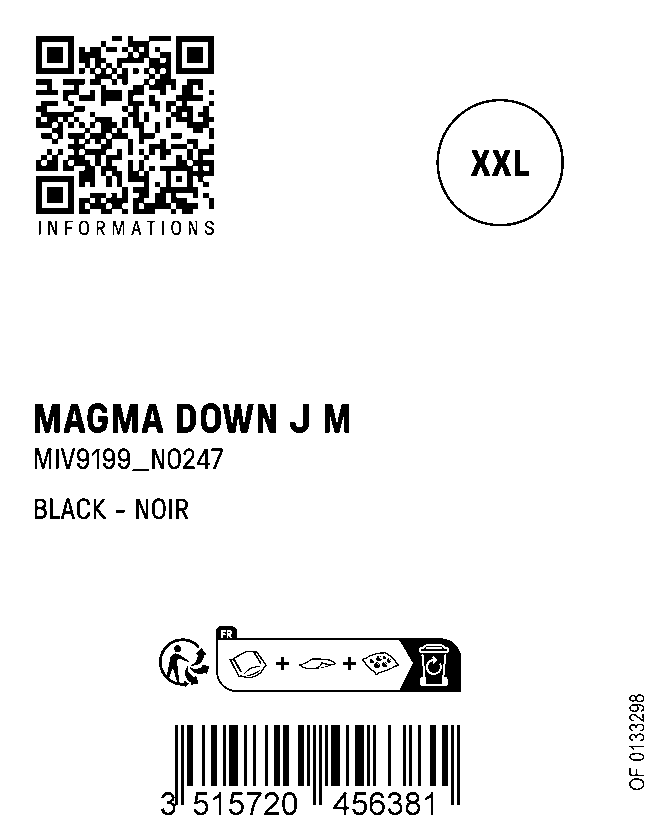 INFORMATIONS
XXL
MAGMA DOWN J M
MIV9199_N0247
BLACK - NOIR
FR
3 515720 456381
OF 0133298